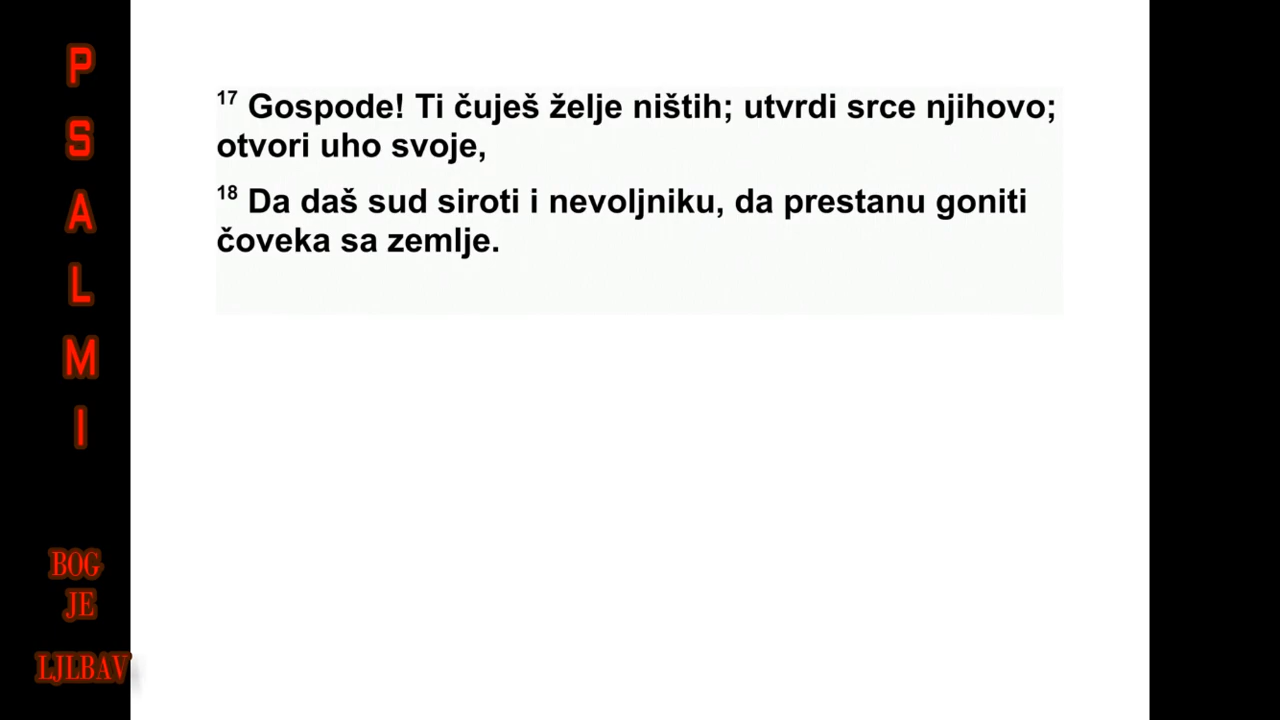 P
S
A
L
M
I
BOG
JE
LJLBAV
17 Gospode! Ti čuješ želje ništih; utvrdi srce njihovo;
otvori uho svoje,
18 Da daš sud siroti i nevoljniku, da prestanu goniti
čoveka sa zemlje.